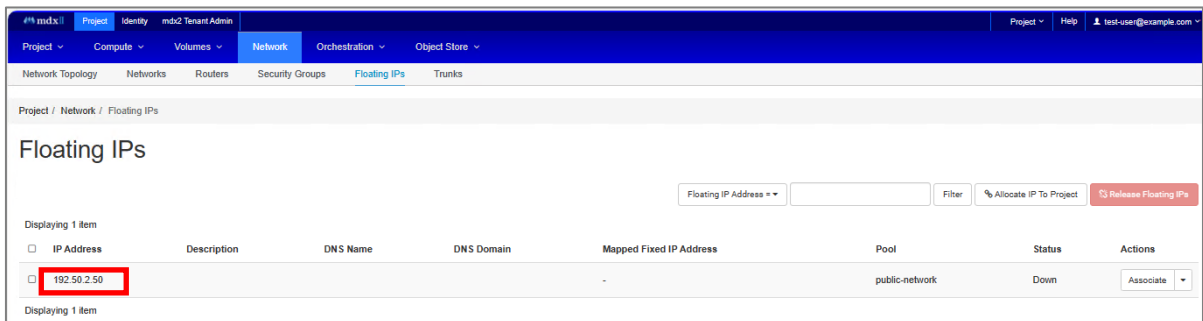 mdx II Project Identity mdx2 Tenant Admin Project Help test-user@example.com
Project Compute Volumes Network Orchestration Object Store
Network Topology Networks Routers Security Groups Floating IPs Trunks
Project / Network / Floating IPs
Floating IPs
Floating IP Address = Filter Allocate IP To Project Release Floating IPs
Displaying 1 item
IP Address Description DNS Name DNS Domain Mapped Fixed IP Address Pool Status Actions
192.50.2.50 - public-network Down Associate
Displaying 1 item